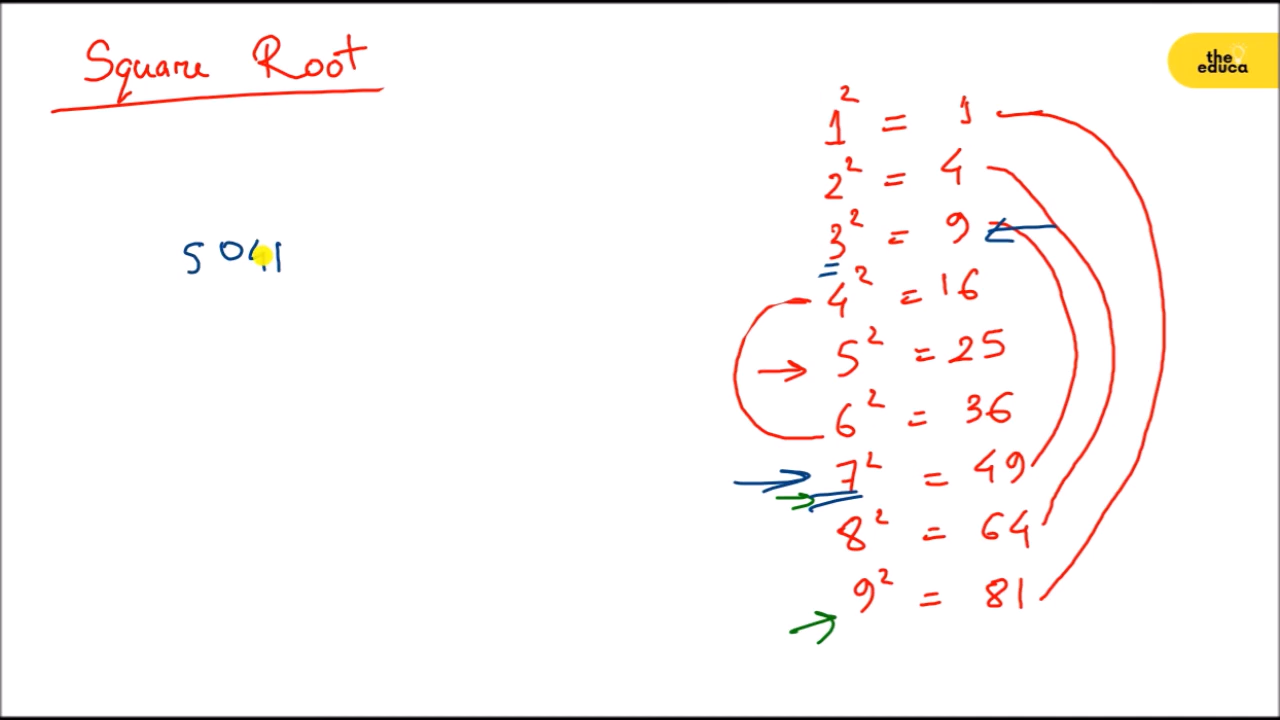 Square Root
the
educa
1² = 1
2² = 4
3² = 9
4² = 16
5² = 25
6² = 36
7² = 49
8² = 64
9² = 81
5041